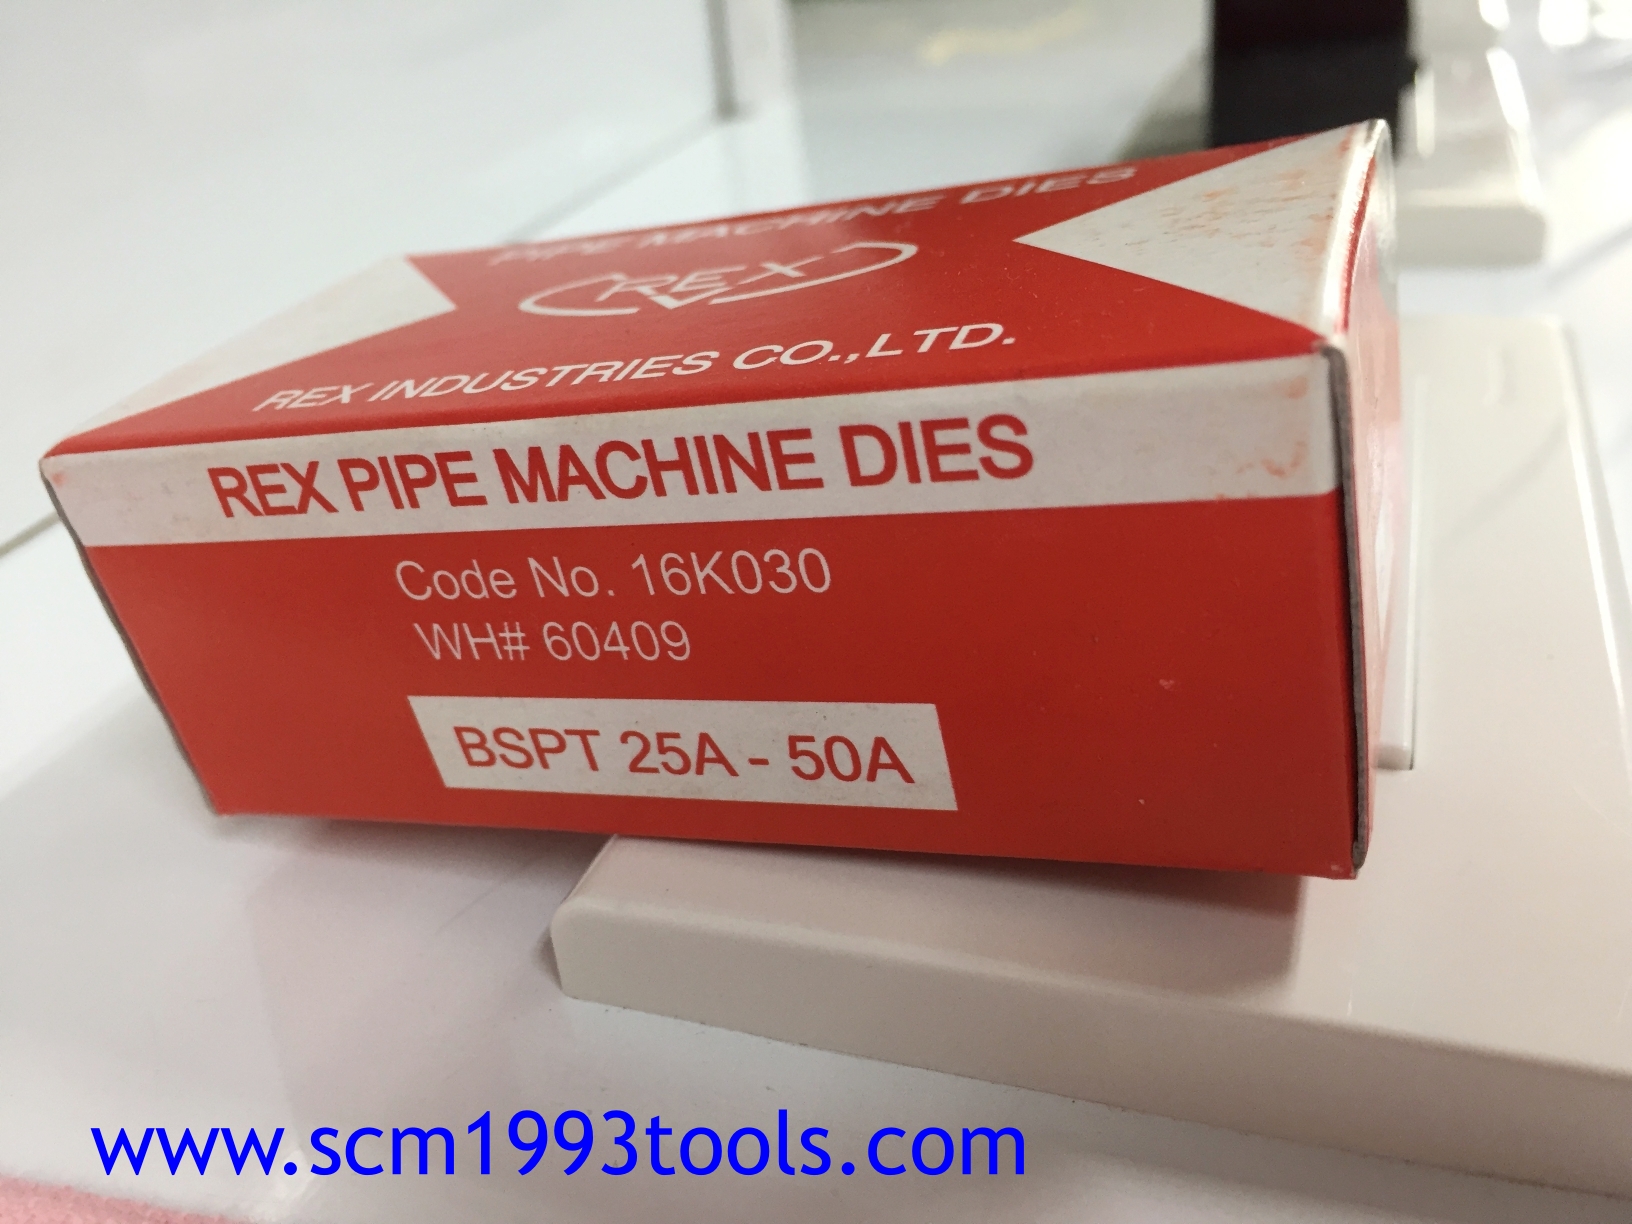 PIPE MACHINE DIES
REX
REX INDUSTRIES CO.,LTD.
REX PIPE MACHINE DIES
Code No. 16K030
WH# 60409
BSPT 25A - 50A
www.scm1993tools.com